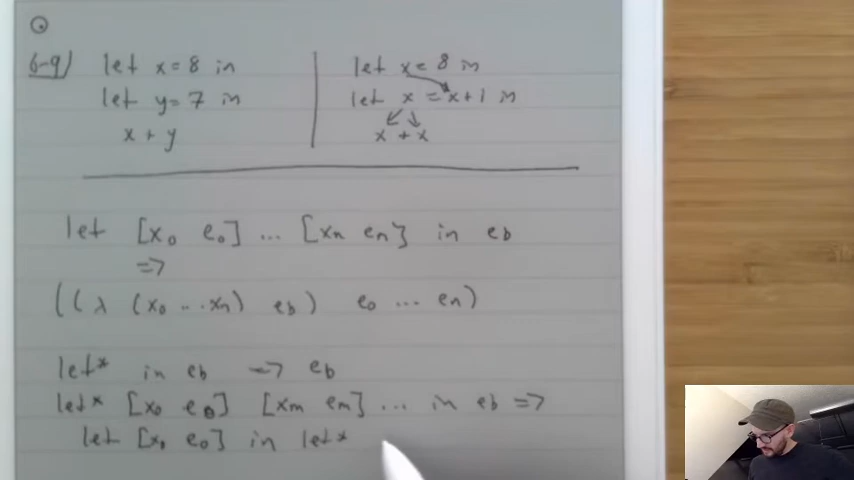 6-9/
let x=8 in
let y=7 in
x + y
let x= 8 in
let x = x+1 in
x + x
let [x₀ e₀] ... [xn en] in eb
=>
((λ (x₀ ... xn) eb) e₀ ... en)
let* in eb => eb
let* [x₀ e₀] [xm em] ... in eb =>
let [x₀ e₀] in let*